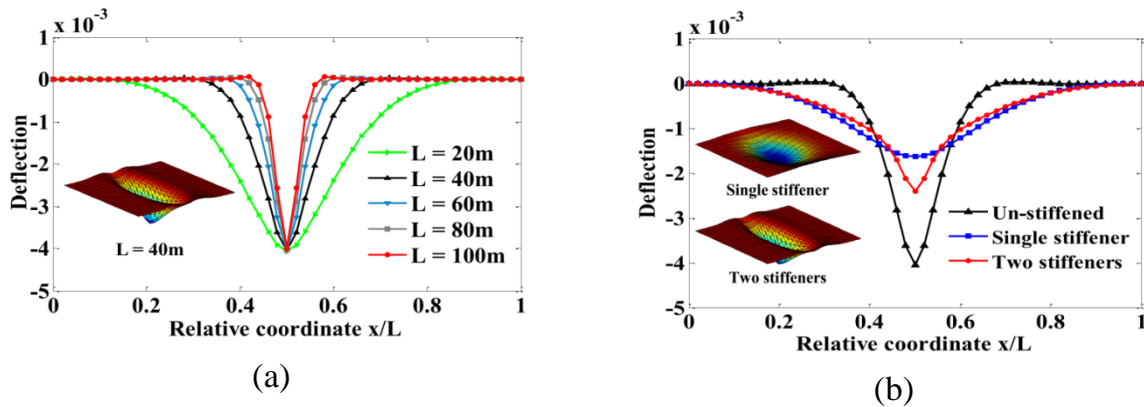 1 x 10⁻³
0
-1
-2
-3
-4
-5
Deflection
L = 40m
L = 20m
L = 40m
L = 60m
L = 80m
L = 100m
0 0.2 0.4 0.6 0.8 1
Relative coordinate x/L
(a)
1 x 10⁻³
0
-1
-2
-3
-4
-5
Deflection
Single stiffener
Two stiffeners
Un-stiffened
Single stiffener
Two stiffeners
0 0.2 0.4 0.6 0.8 1
Relative coordinate x/L
(b)